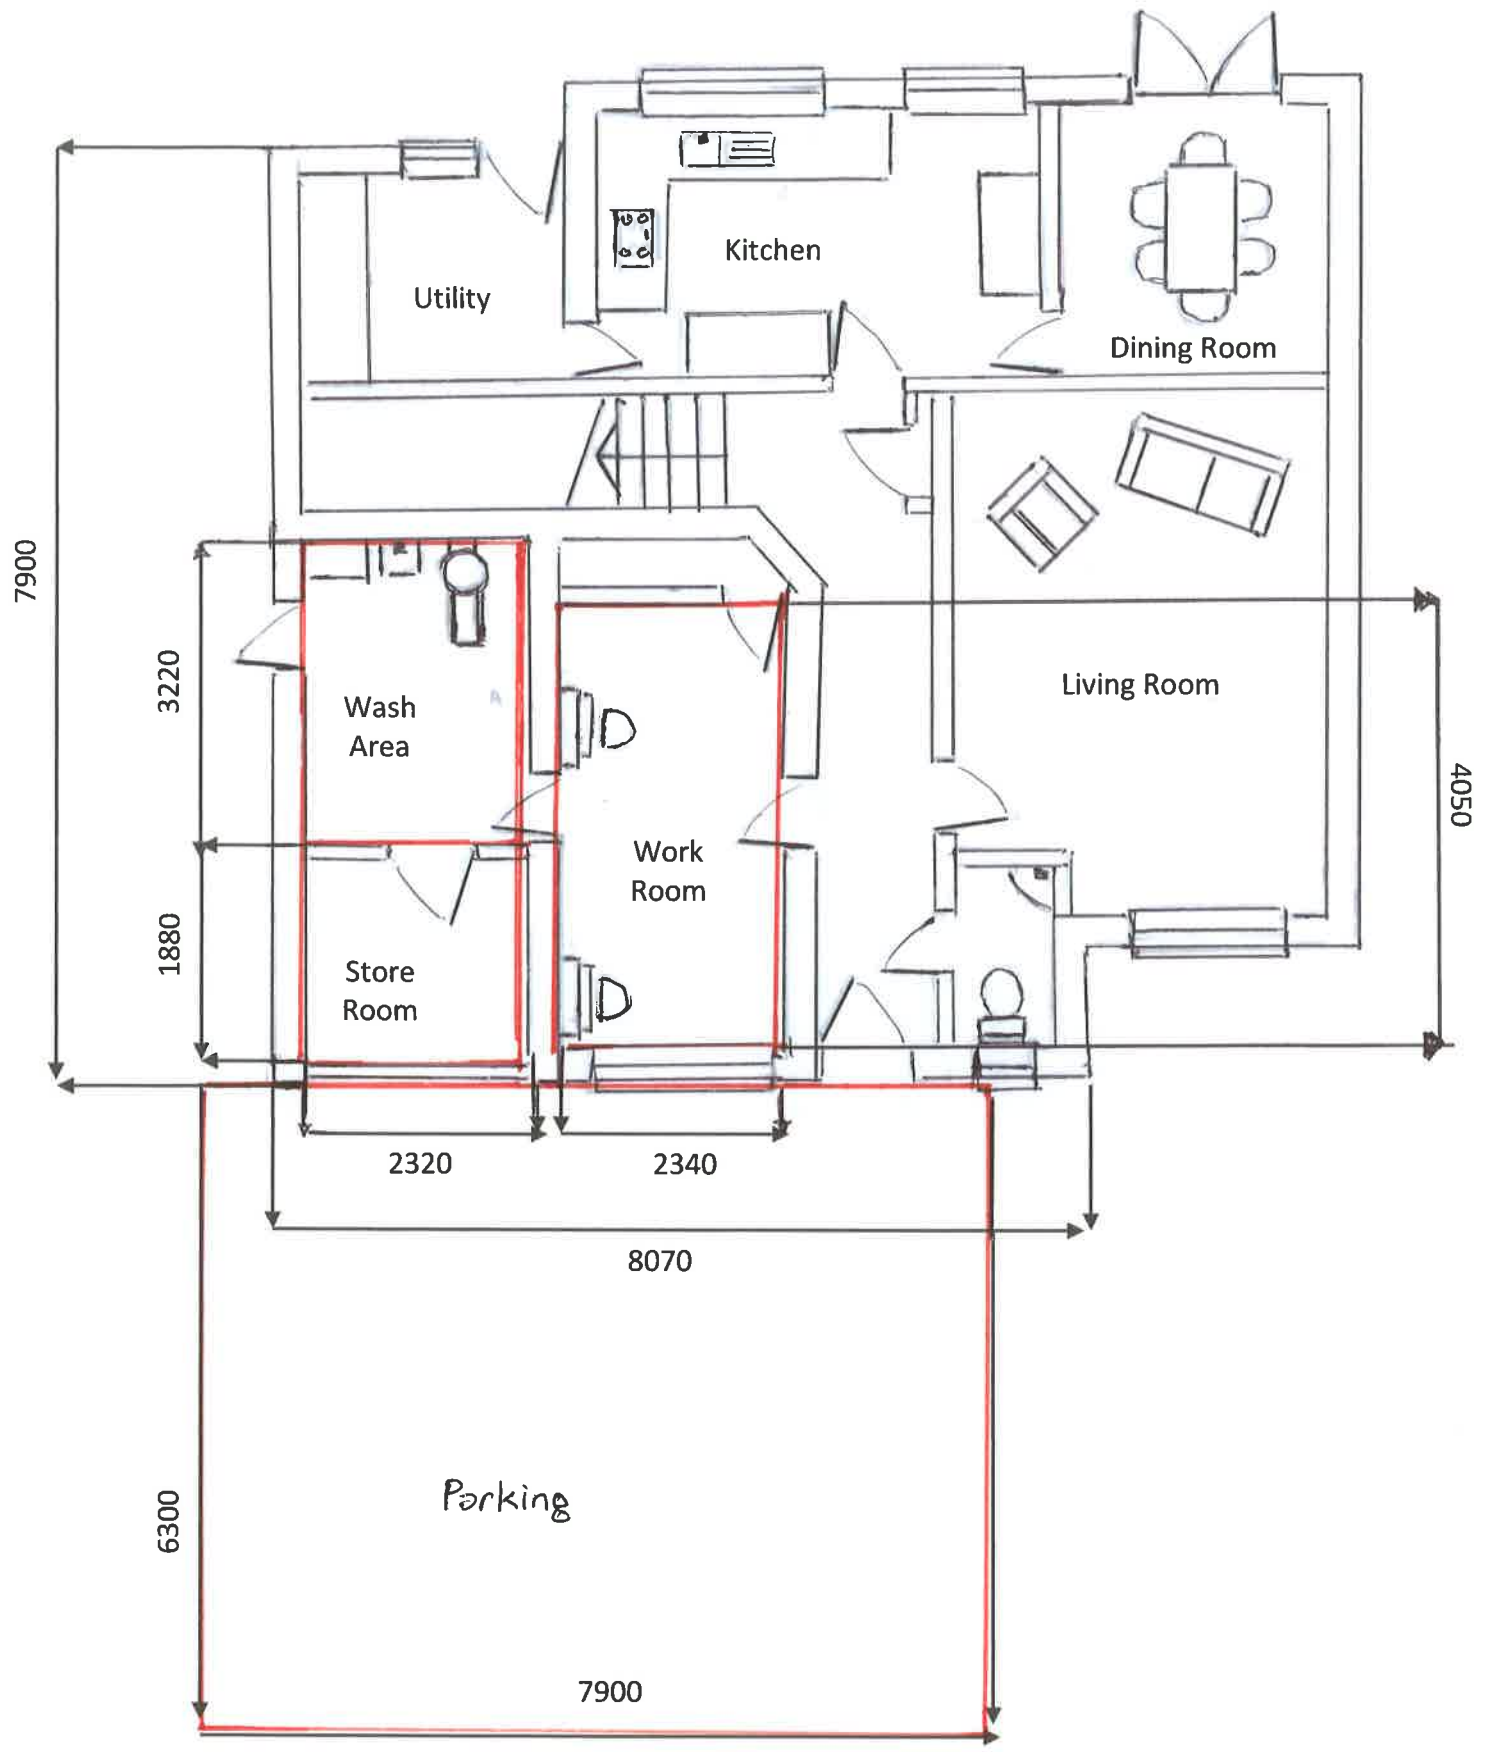 Kitchen
Utility
Dining Room
7900
3220
Wash
Area
Living Room
4050
Work
Room
1880
Store
Room
2320
2340
8070
Parking
6300
7900